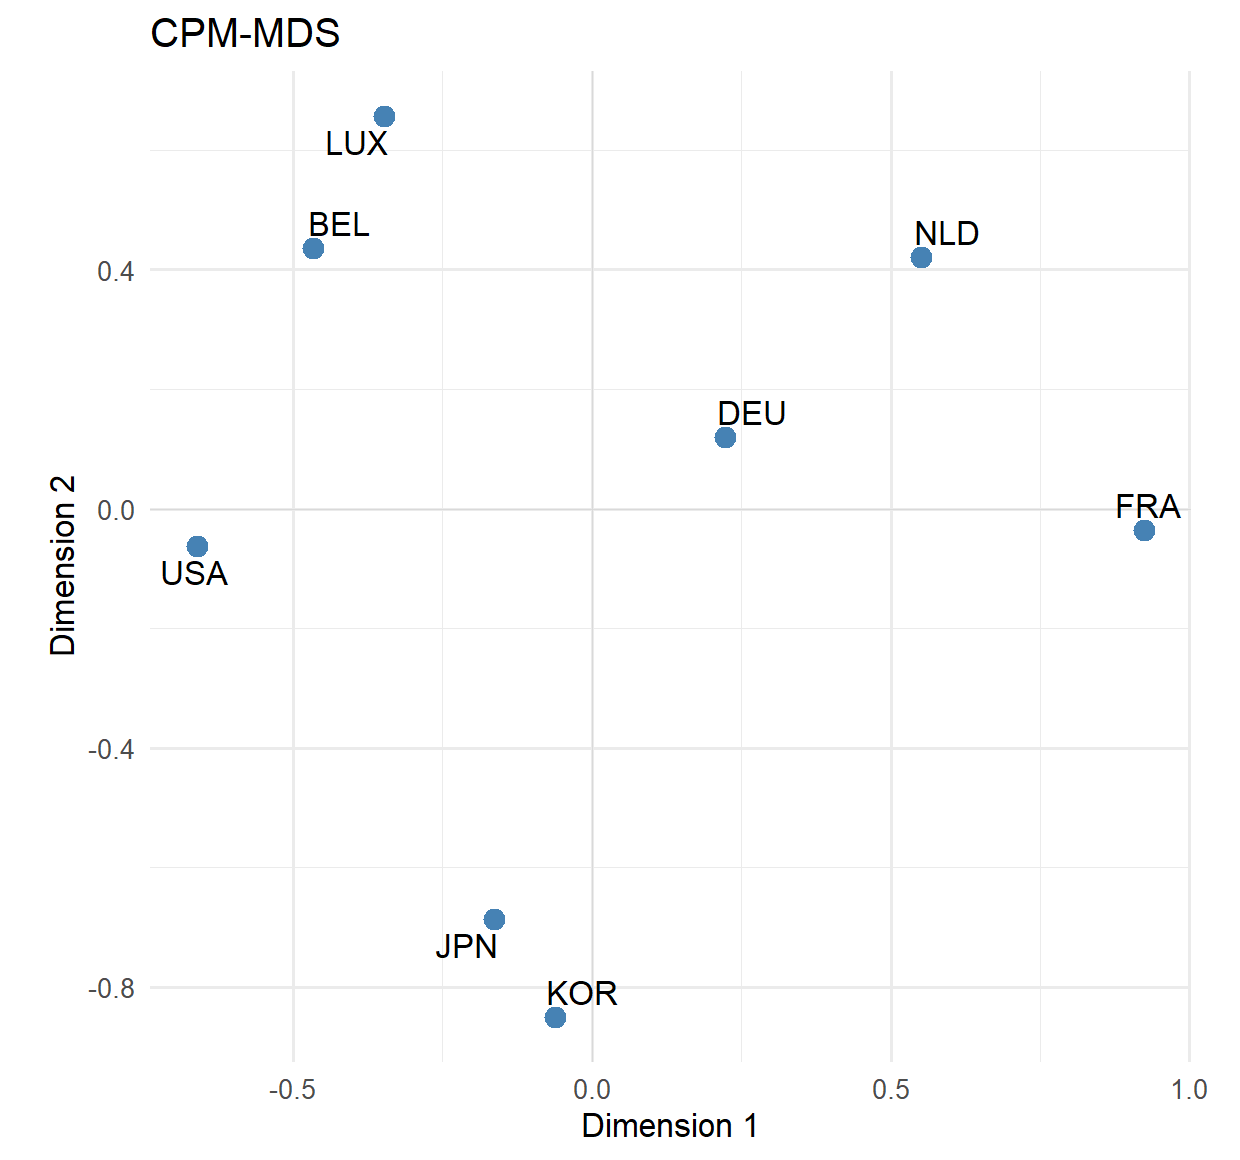 CPM-MDS
LUX
BEL
NLD
0.4
DEU
Dimension 2
0.0
FRA
USA
-0.4
JPN
-0.8
KOR
-0.5
0.0
0.5
1.0
Dimension 1